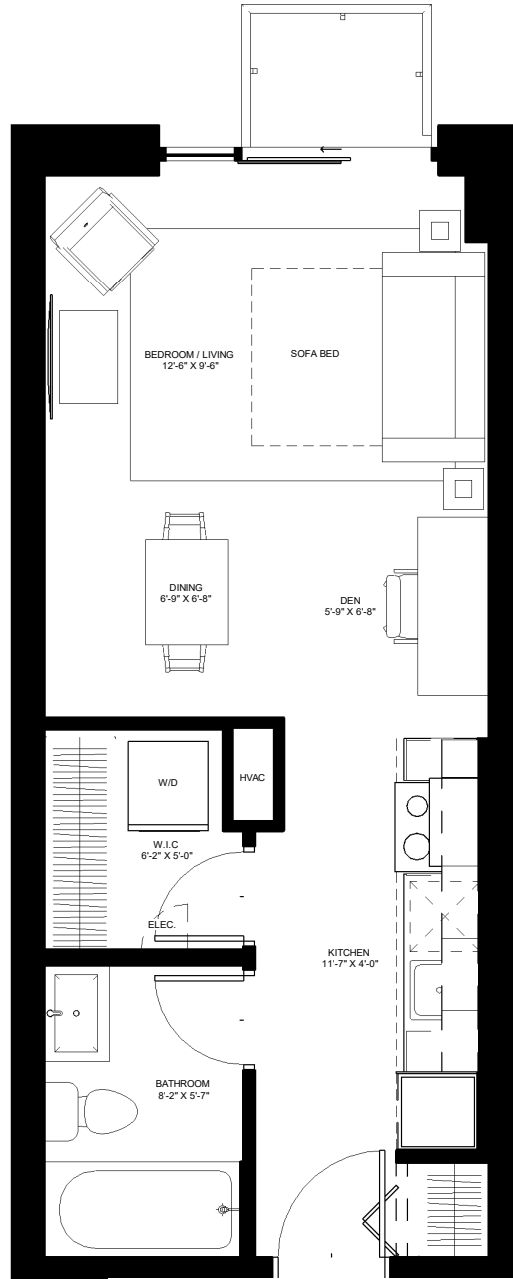 BEDROOM / LIVING
12'-6" X 9'-6"
SOFA BED
DINING
6'-9" X 6'-8"
DEN
5'-9" X 6'-8"
W/D
HVAC
W.I.C
6'-2" X 5'-0"
ELEC.
KITCHEN
11'-7" X 4'-0"
BATHROOM
8'-2" X 5'-7"